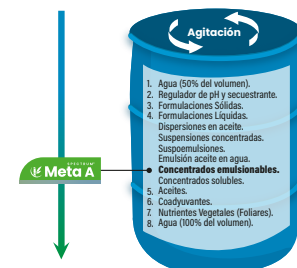 Agitación
1. Agua (50% del volumen).
2. Regulador de pH y secuestrante.
3. Formulaciones Sólidas.
4. Formulaciones Líquidas.
Dispersiones en aceite.
Suspensiones concentradas.
Suspoemulsiones.
Emulsión aceite en agua.
Concentrados emulsionables.
Concentrados solubles.
5. Aceites.
6. Coadyuvantes.
7. Nutrientes Vegetales (Foliares).
8. Agua (100% del volumen).
SPECTRUM
Meta A